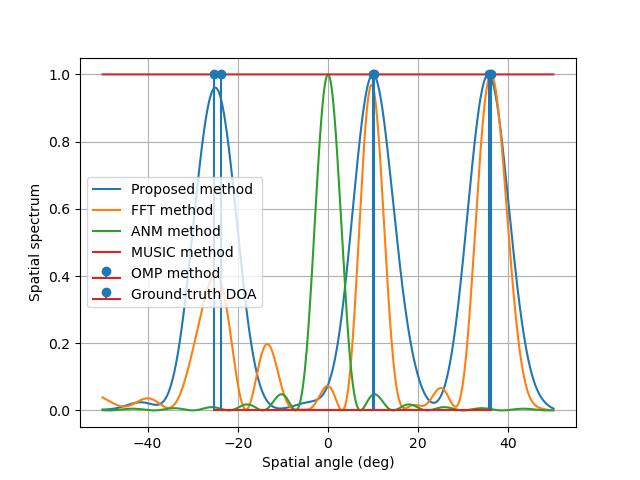 1.0
0.8
0.6
0.4
0.2
0.0
Spatial spectrum
Proposed method
FFT method
ANM method
MUSIC method
OMP method
Ground-truth DOA
−40 −20 0 20 40
Spatial angle (deg)